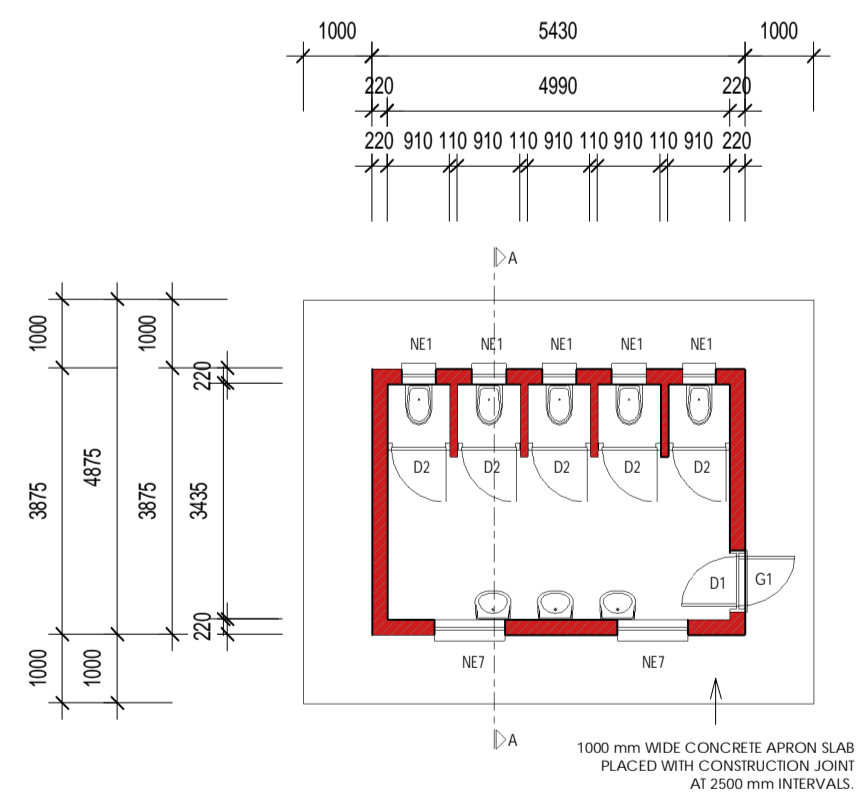 1000 5430 1000
220 4990 220
220 910 110 910 110 910 110 910 110 910 220
A
1000
1000
220
3875
4875
3875
3435
220
1000
1000
NE1 NE1 NE1 NE1 NE1
D2 D2 D2 D2 D2
D1 G1
NE7 NE7
A
1000 mm WIDE CONCRETE APRON SLAB
PLACED WITH CONSTRUCTION JOINT
AT 2500 mm INTERVALS.